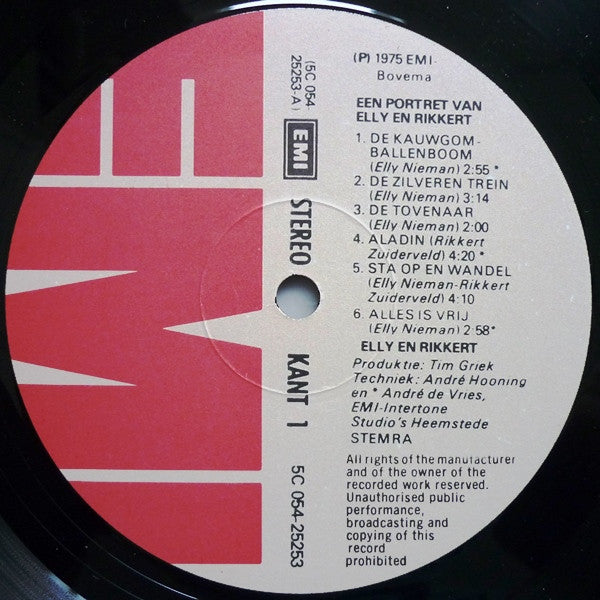 (5C 054-
25253-A)
EMI
STEREO
KANT 1
5C 054-25253
(P) 1975 EMI-
Bovema
EEN PORTRET VAN
ELLY EN RIKKERT
1. DE KAUWGOM-
BALLENBOOM
(Elly Nieman) 2:55 *
2. DE ZILVEREN TREIN
(Elly Nieman) 3:14
3. DE TOVENAAR
(Elly Nieman) 2:00
4. ALADIN (Rikkert
Zuiderveld) 4:20 *
5. STA OP EN WANDEL
(Elly Nieman-Rikkert
Zuiderveld) 4:10
6. ALLES IS VRIJ
(Elly Nieman) 2:58*
ELLY EN RIKKERT
Produktie: Tim Griek
Techniek: André Hooning
en * André de Vries,
EMI-Intertone
Studio's Heemstede
STEMRA
All rights of the manufacturer
and of the owner of the
recorded work reserved.
Unauthorised public
performance,
broadcasting and
copying of this
record
prohibited
EMI